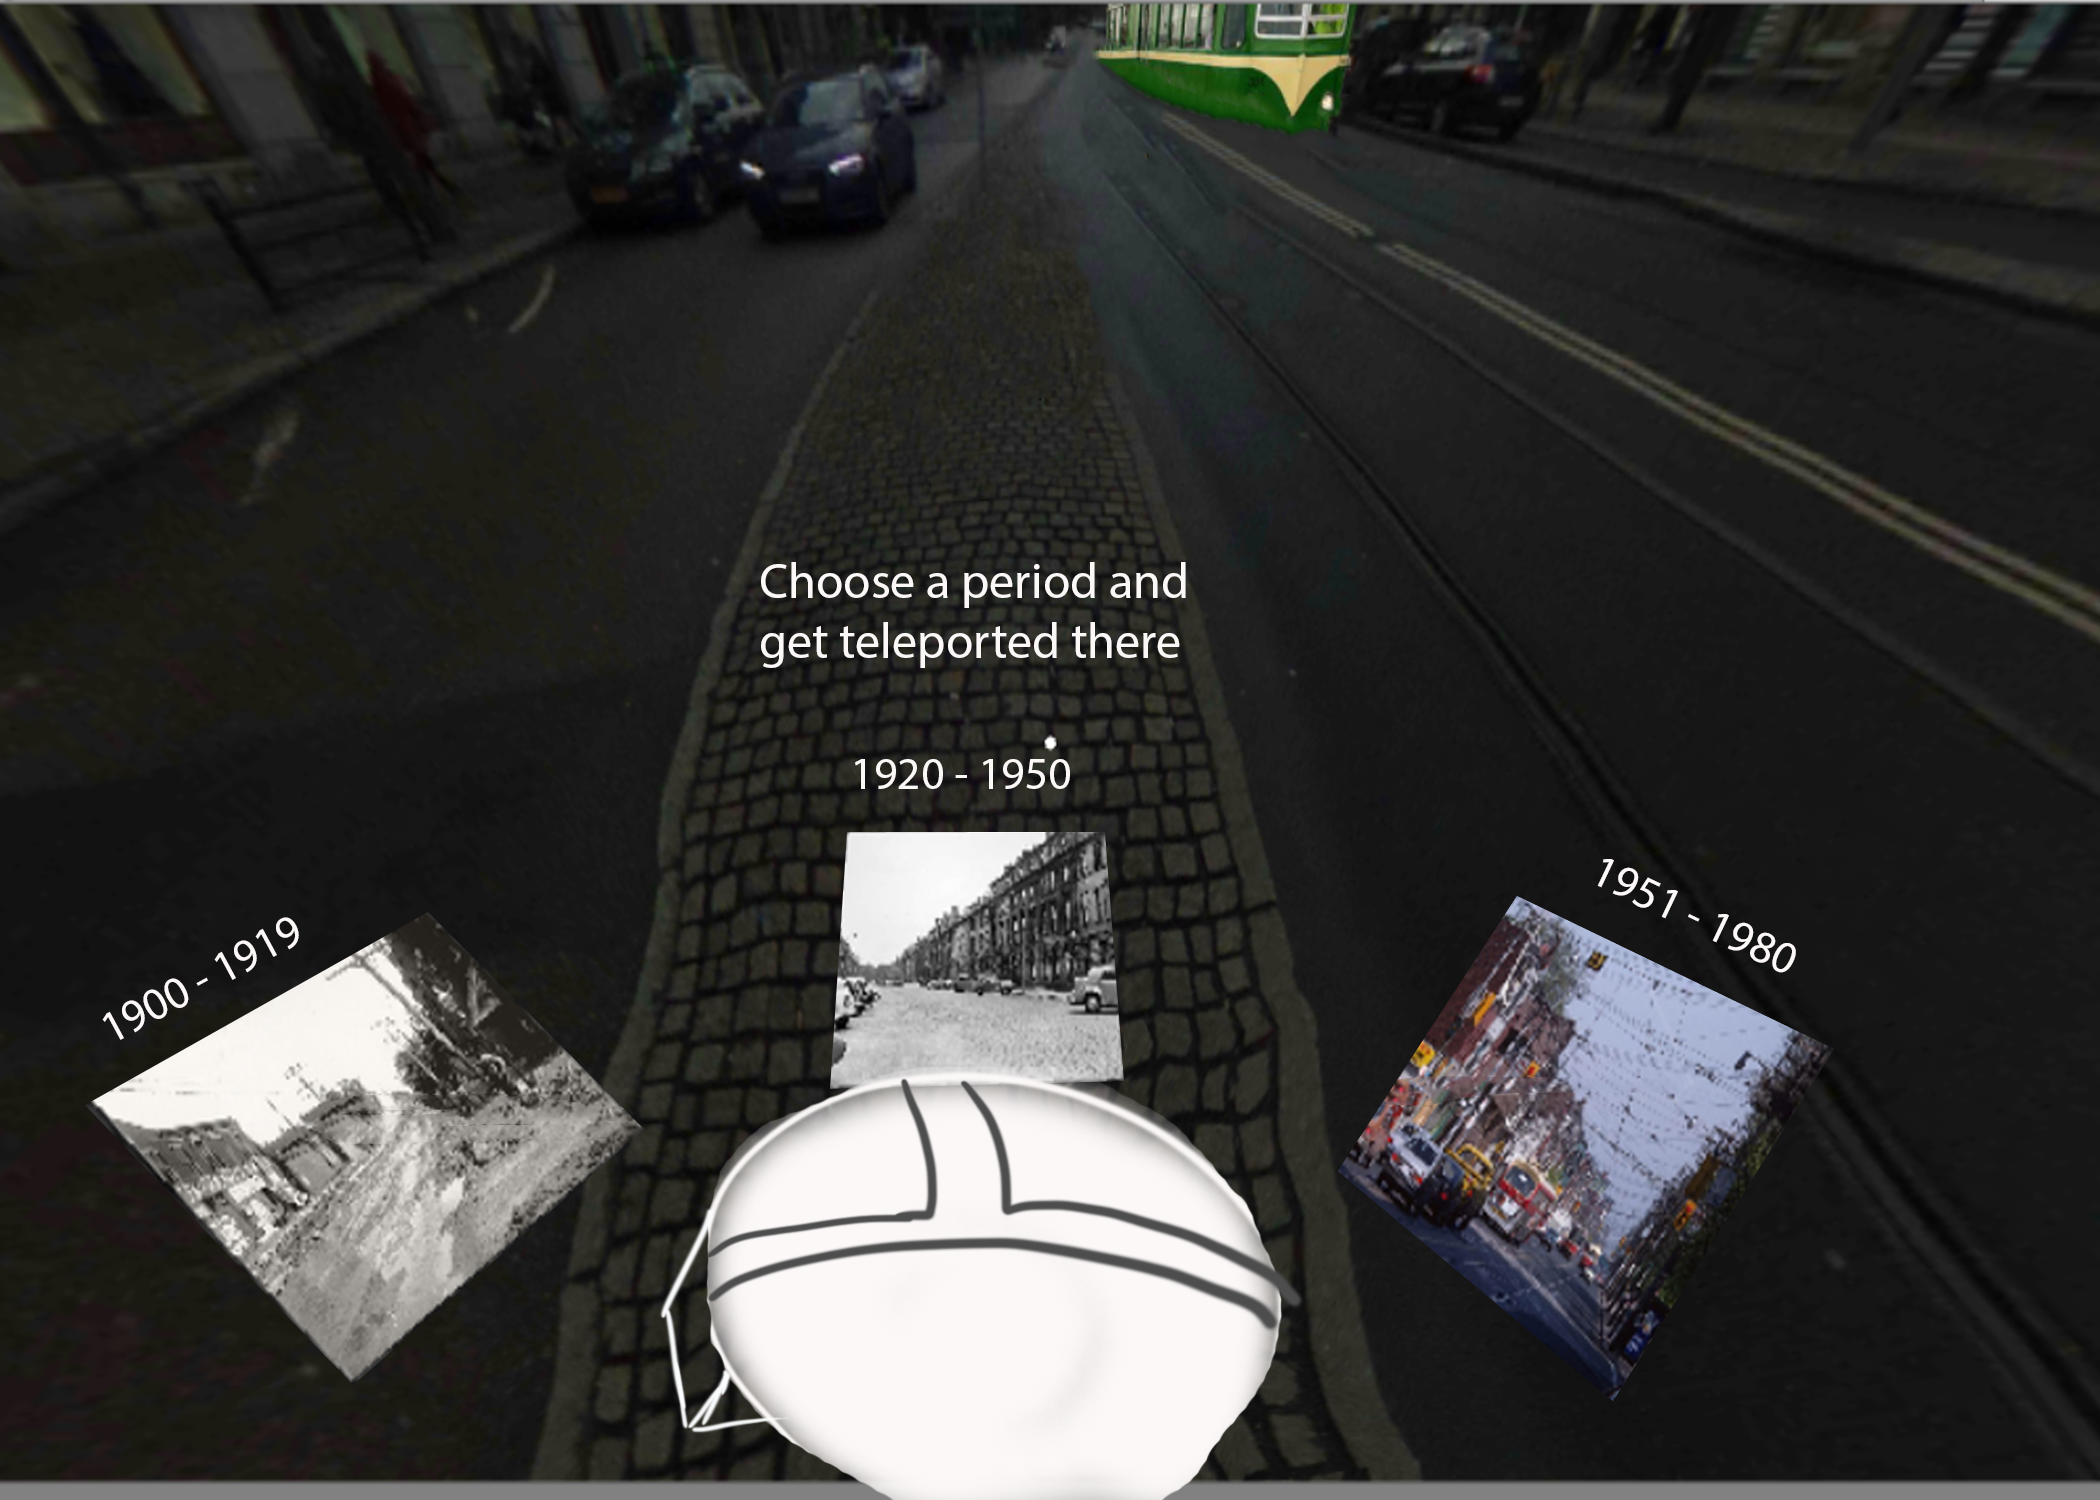 Choose a period and
get teleported there
1920 - 1950
1900 - 1919
1951 - 1980